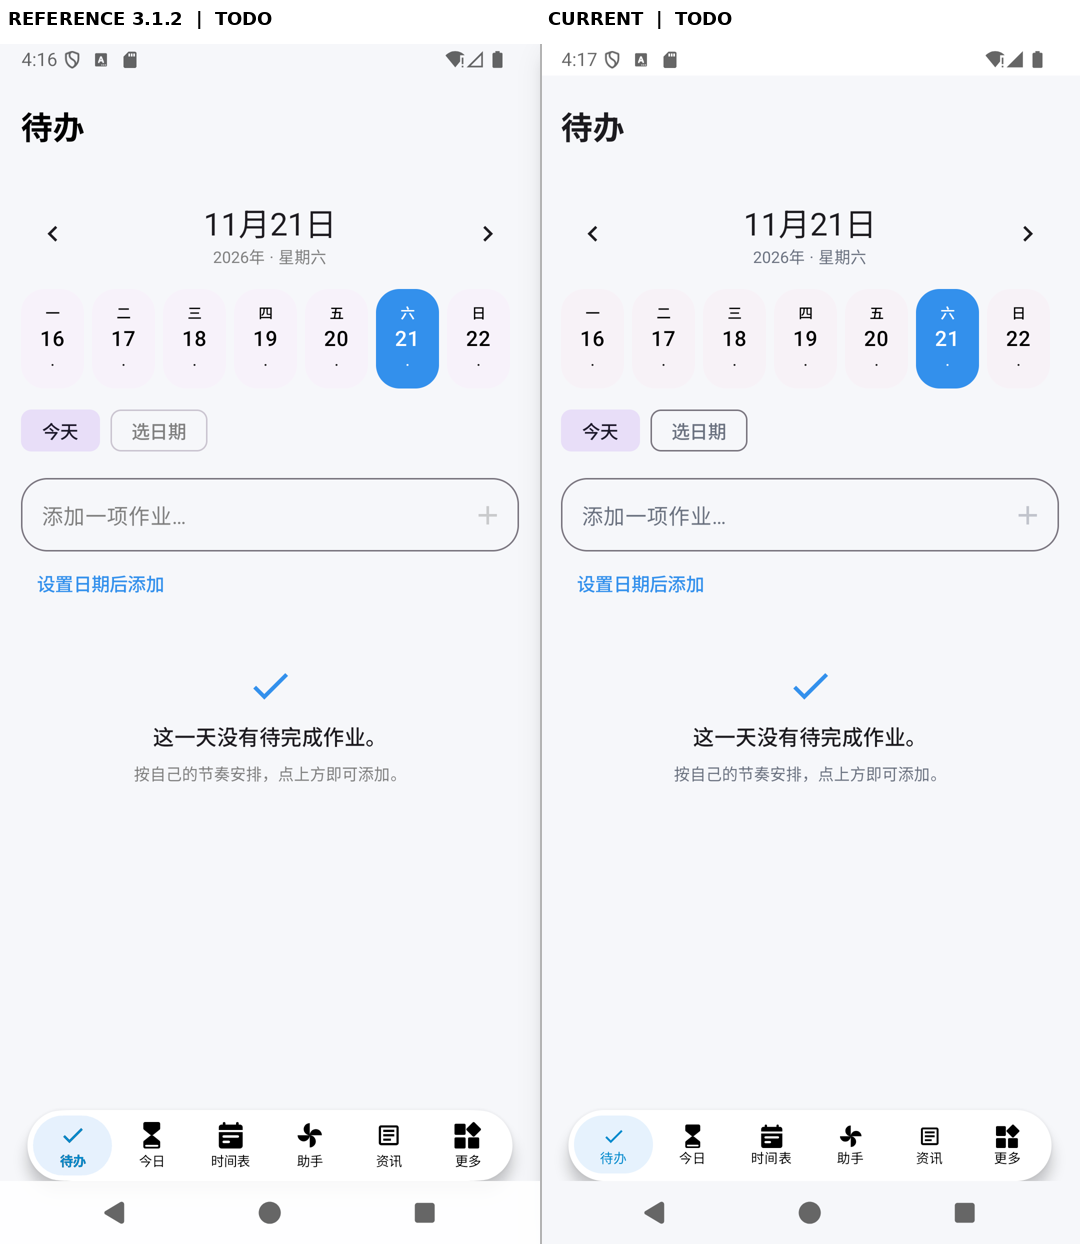 REFERENCE 3.1.2 | TODO
4:16
待办
11月21日
2026年 · 星期六
一 二 三 四 五 六 日
16 17 18 19 20 21 22
今天 选日期
添加一项作业...
设置日期后添加
这一天没有待完成作业。
按自己的节奏安排，点上方即可添加。
待办 今日 时间表 助手 资讯 更多
CURRENT | TODO
4:17
待办
11月21日
2026年 · 星期六
一 二 三 四 五 六 日
16 17 18 19 20 21 22
今天 选日期
添加一项作业...
设置日期后添加
这一天没有待完成作业。
按自己的节奏安排，点上方即可添加。
待办 今日 时间表 助手 资讯 更多